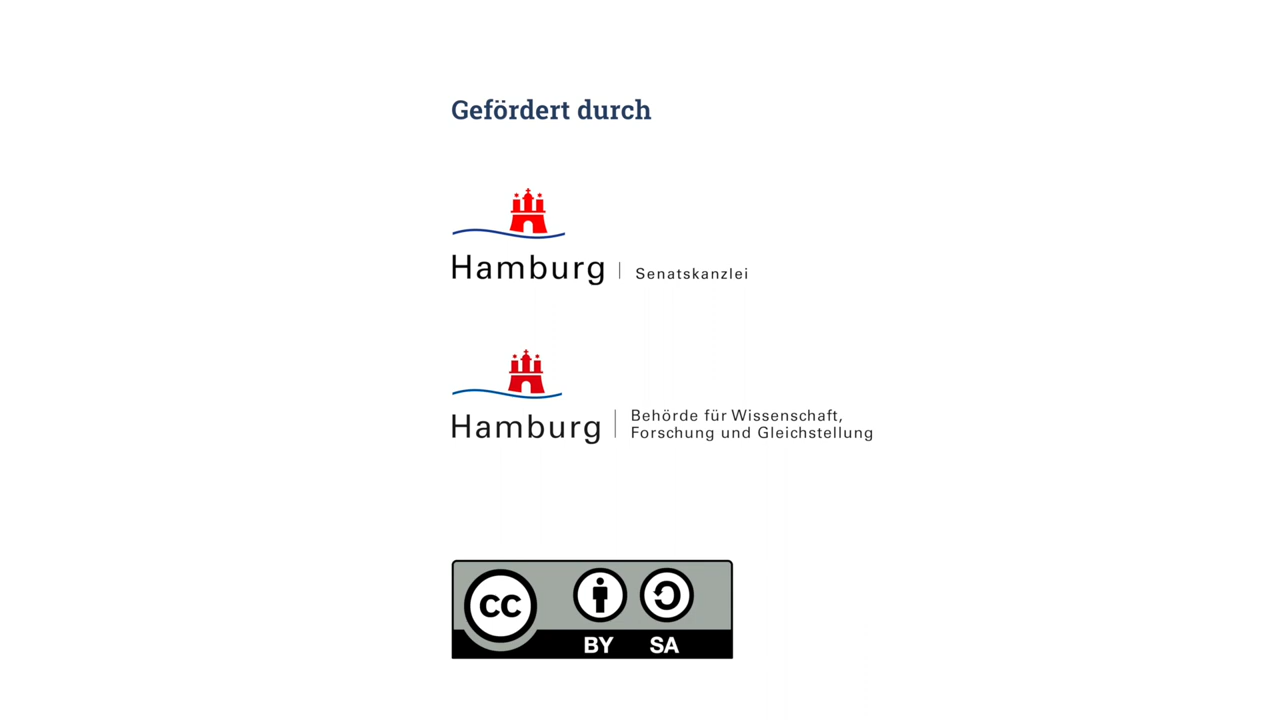 Gefördert durch
Hamburg | Senatskanzlei
Hamburg | Behörde für Wissenschaft,
Forschung und Gleichstellung
cc BY SA